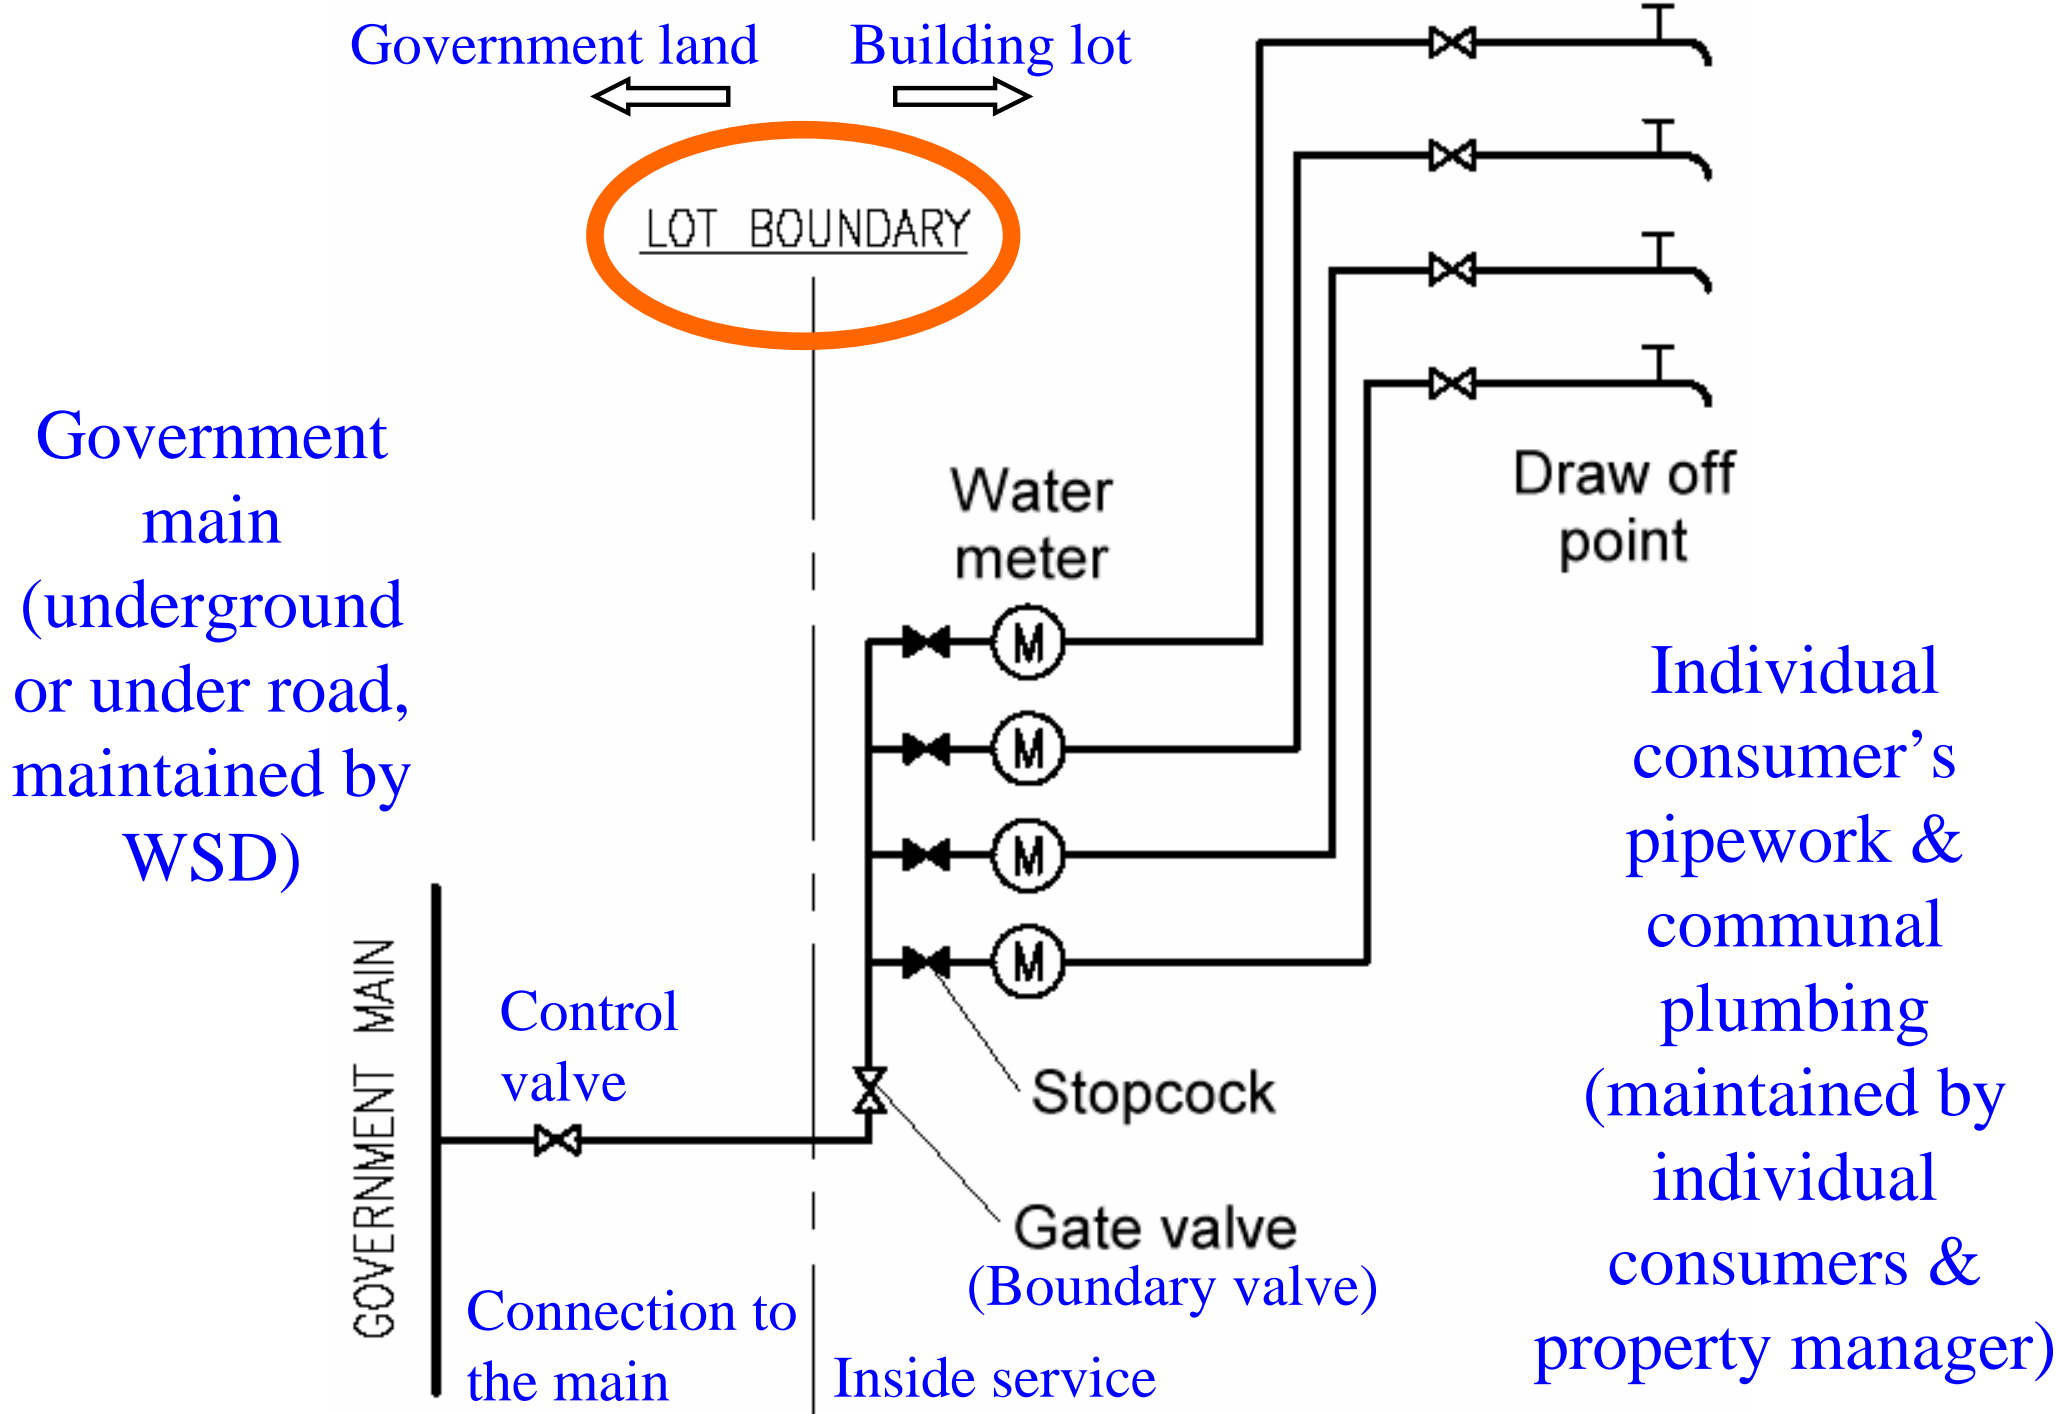 Government land
Building lot
LOT BOUNDARY
Government
main
(underground
or under road,
maintained by
WSD)
Water
meter
Draw off
point
M
M
M
M
Individual
consumer’s
pipework &
communal
plumbing
(maintained by
individual
consumers &
property manager)
GOVERNMENT MAIN
Control
valve
Stopcock
Gate valve
(Boundary valve)
Connection to
the main
Inside service